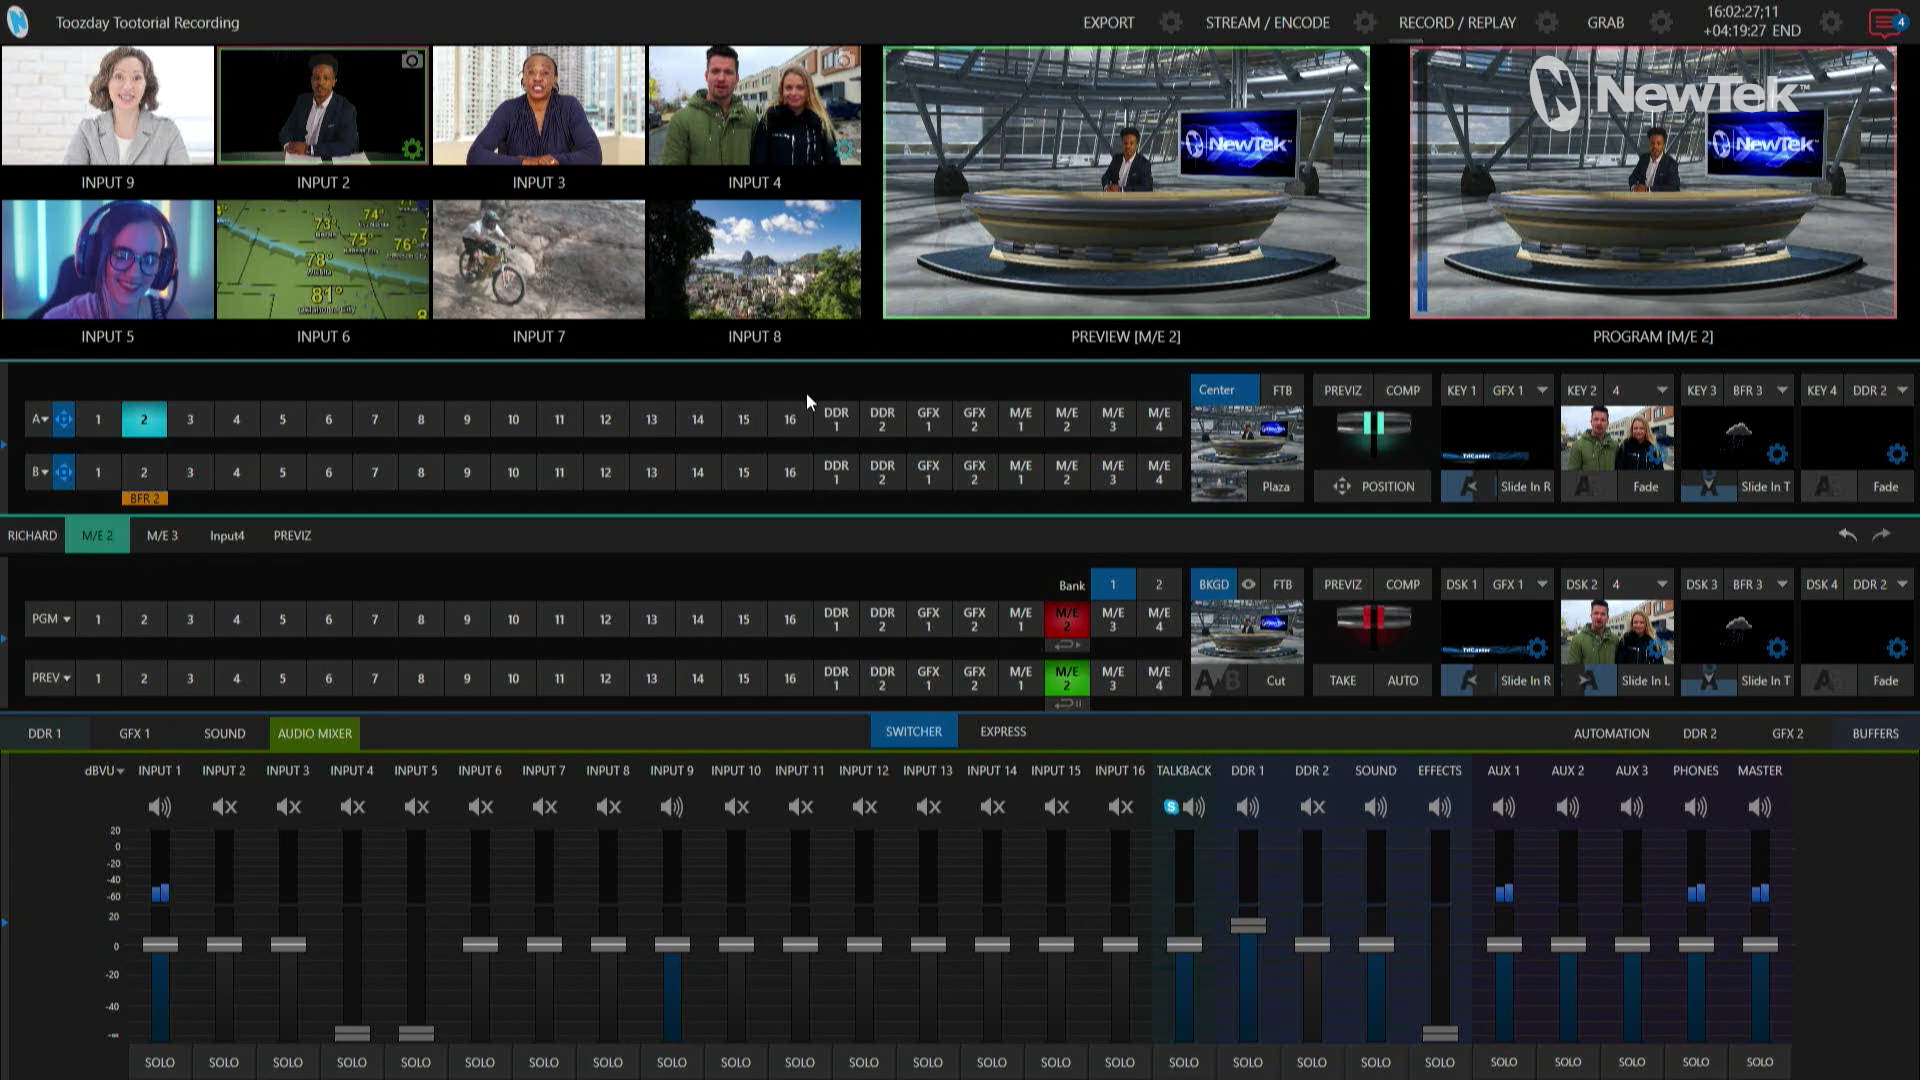 Toozday Tootorial Recording
EXPORT STREAM / ENCODE RECORD / REPLAY GRAB
16:02:27;11
+04:19:27 END
4
NewTek™
NewTek
NewTek
INPUT 9 INPUT 2 INPUT 3 INPUT 4
74°
73°
75°
76°
78°
Wichita
81°
Oklahoma City
INPUT 5 INPUT 6 INPUT 7 INPUT 8 PREVIEW [M/E 2] PROGRAM [M/E 2]
Center FTB PREVIZ COMP KEY 1 GFX 1 KEY 2 4 KEY 3 BFR 3 KEY 4 DDR 2
A 1 2 3 4 5 6 7 8 9 10 11 12 13 14 15 16 DDR 1 DDR 2 GFX 1 GFX 2 M/E 1 M/E 2 M/E 3 M/E 4
NewTek
TriCaster
B 1 2 3 4 5 6 7 8 9 10 11 12 13 14 15 16 DDR 1 DDR 2 GFX 1 GFX 2 M/E 1 M/E 2 M/E 3 M/E 4
BFR 2
Plaza POSITION Slide In R Fade Slide In T Fade
RICHARD M/E 2 M/E 3 Input4 PREVIZ
Bank 1 2 BKGD FTB PREVIZ COMP DSK 1 GFX 1 DSK 2 4 DSK 3 BFR 3 DSK 4 DDR 2
PGM 1 2 3 4 5 6 7 8 9 10 11 12 13 14 15 16 DDR 1 DDR 2 GFX 1 GFX 2 M/E 1 M/E 2 M/E 3 M/E 4
NewTek
TriCaster
PREV 1 2 3 4 5 6 7 8 9 10 11 12 13 14 15 16 DDR 1 DDR 2 GFX 1 GFX 2 M/E 1 M/E 2 M/E 3 M/E 4
A B Cut TAKE AUTO Slide In R Slide In L Slide In T Fade
DDR 1 GFX 1 SOUND AUDIO MIXER SWITCHER EXPRESS AUTOMATION DDR 2 GFX 2 BUFFERS
dBVU INPUT 1 INPUT 2 INPUT 3 INPUT 4 INPUT 5 INPUT 6 INPUT 7 INPUT 8 INPUT 9 INPUT 10 INPUT 11 INPUT 12 INPUT 13 INPUT 14 INPUT 15 INPUT 16 TALKBACK DDR 1 DDR 2 SOUND EFFECTS AUX 1 AUX 2 AUX 3 PHONES MASTER
S
20
0
-20
-40
-60
20
0
-20
-40
-∞
SOLO SOLO SOLO SOLO SOLO SOLO SOLO SOLO SOLO SOLO SOLO SOLO SOLO SOLO SOLO SOLO SOLO SOLO SOLO SOLO SOLO SOLO SOLO SOLO SOLO SOLO